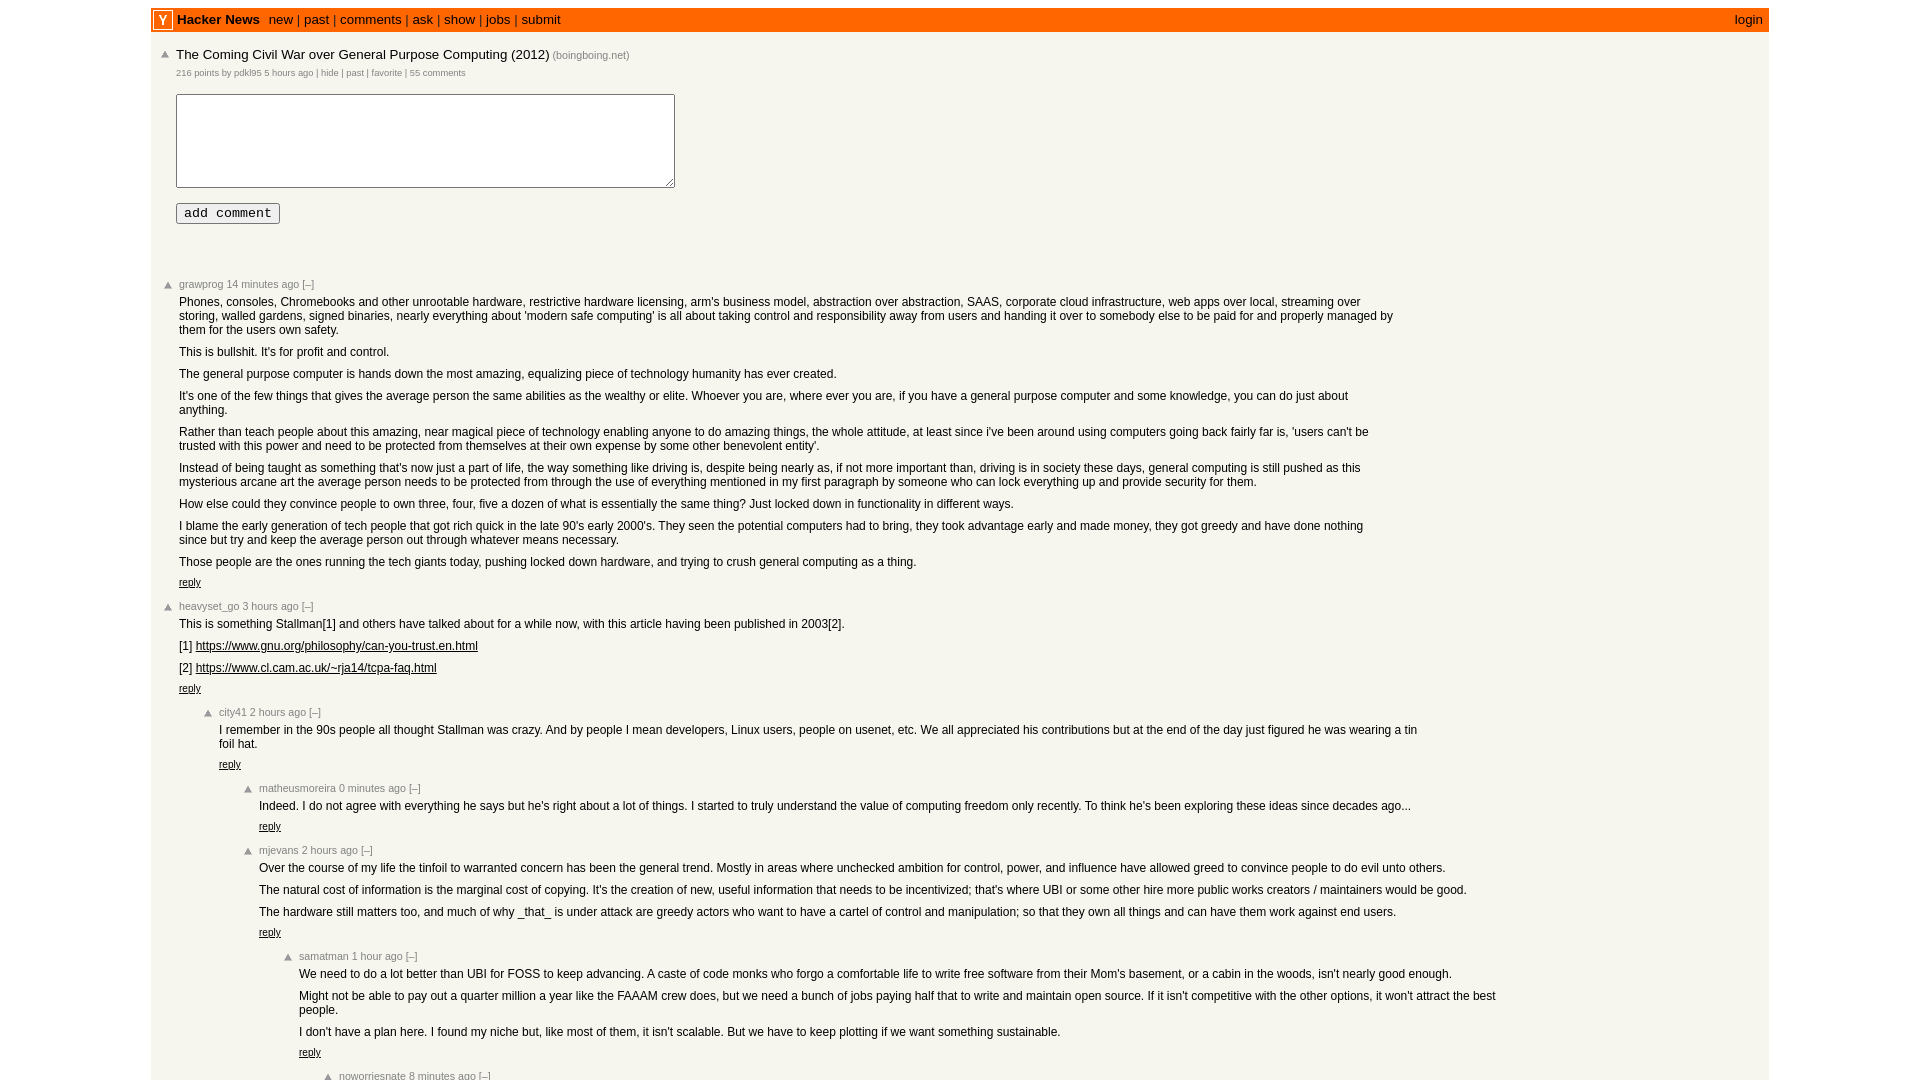 Y Hacker News new | past | comments | ask | show | jobs | submit login
The Coming Civil War over General Purpose Computing (2012) (boingboing.net)
216 points by pdkl95 5 hours ago | hide | past | favorite | 55 comments
add comment
grawprog 14 minutes ago [–]
Phones, consoles, Chromebooks and other unrootable hardware, restrictive hardware licensing, arm's business model, abstraction over abstraction, SAAS, corporate cloud infrastructure, web apps over local, streaming over
storing, walled gardens, signed binaries, nearly everything about 'modern safe computing' is all about taking control and responsibility away from users and handing it over to somebody else to be paid for and properly managed by
them for the users own safety.
This is bullshit. It's for profit and control.
The general purpose computer is hands down the most amazing, equalizing piece of technology humanity has ever created.
It's one of the few things that gives the average person the same abilities as the wealthy or elite. Whoever you are, where ever you are, if you have a general purpose computer and some knowledge, you can do just about
anything.
Rather than teach people about this amazing, near magical piece of technology enabling anyone to do amazing things, the whole attitude, at least since i've been around using computers going back fairly far is, 'users can't be
trusted with this power and need to be protected from themselves at their own expense by some other benevolent entity'.
Instead of being taught as something that's now just a part of life, the way something like driving is, despite being nearly as, if not more important than, driving is in society these days, general computing is still pushed as this
mysterious arcane art the average person needs to be protected from through the use of everything mentioned in my first paragraph by someone who can lock everything up and provide security for them.
How else could they convince people to own three, four, five a dozen of what is essentially the same thing? Just locked down in functionality in different ways.
I blame the early generation of tech people that got rich quick in the late 90's early 2000's. They seen the potential computers had to bring, they took advantage early and made money, they got greedy and have done nothing
since but try and keep the average person out through whatever means necessary.
Those people are the ones running the tech giants today, pushing locked down hardware, and trying to crush general computing as a thing.
reply
heavyset_go 3 hours ago [–]
This is something Stallman[1] and others have talked about for a while now, with this article having been published in 2003[2].
[1] https://www.gnu.org/philosophy/can-you-trust.en.html
[2] https://www.cl.cam.ac.uk/~rja14/tcpa-faq.html
reply
city41 2 hours ago [–]
I remember in the 90s people all thought Stallman was crazy. And by people I mean developers, Linux users, people on usenet, etc. We all appreciated his contributions but at the end of the day just figured he was wearing a tin
foil hat.
reply
matheusmoreira 0 minutes ago [–]
Indeed. I do not agree with everything he says but he's right about a lot of things. I started to truly understand the value of computing freedom only recently. To think he's been exploring these ideas since decades ago...
reply
mjevans 2 hours ago [–]
Over the course of my life the tinfoil to warranted concern has been the general trend. Mostly in areas where unchecked ambition for control, power, and influence have allowed greed to convince people to do evil unto others.
The natural cost of information is the marginal cost of copying. It's the creation of new, useful information that needs to be incentivized; that's where UBI or some other hire more public works creators / maintainers would be good.
The hardware still matters too, and much of why _that_ is under attack are greedy actors who want to have a cartel of control and manipulation; so that they own all things and can have them work against end users.
reply
samatman 1 hour ago [–]
We need to do a lot better than UBI for FOSS to keep advancing. A caste of code monks who forgo a comfortable life to write free software from their Mom's basement, or a cabin in the woods, isn't nearly good enough.
Might not be able to pay out a quarter million a year like the FAAAM crew does, but we need a bunch of jobs paying half that to write and maintain open source. If it isn't competitive with the other options, it won't attract the best
people.
I don't have a plan here. I found my niche but, like most of them, it isn't scalable. But we have to keep plotting if we want something sustainable.
reply
noworriesnate 8 minutes ago [–]